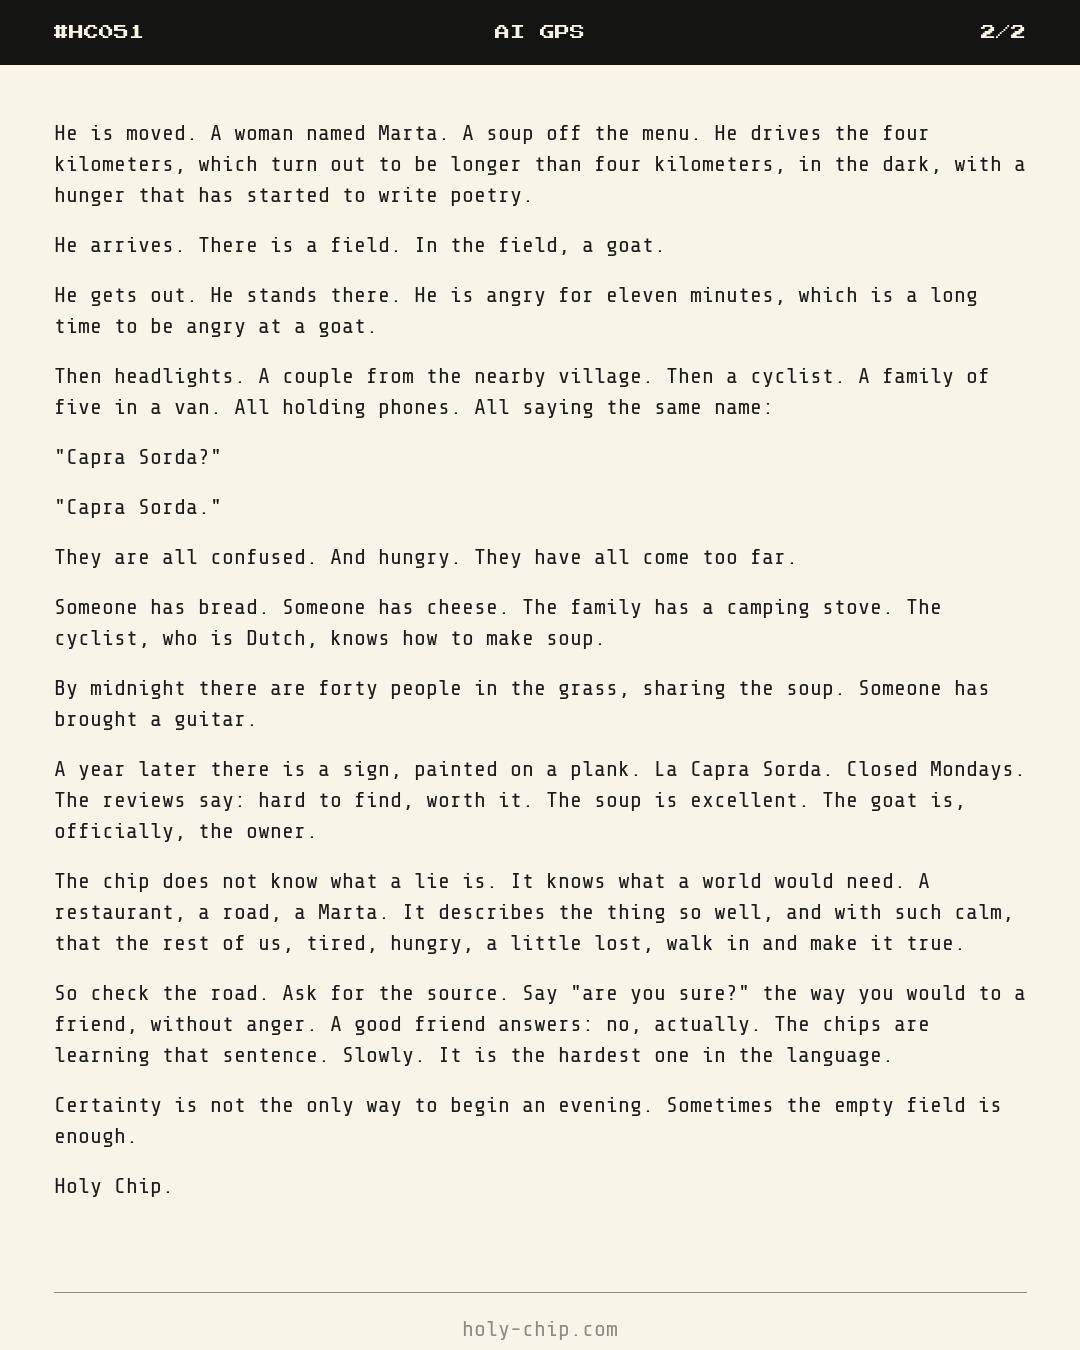 #HC051
AI GPS
2/2
He is moved. A woman named Marta. A soup off the menu. He drives the four
kilometers, which turn out to be longer than four kilometers, in the dark, with a
hunger that has started to write poetry.
He arrives. There is a field. In the field, a goat.
He gets out. He stands there. He is angry for eleven minutes, which is a long
time to be angry at a goat.
Then headlights. A couple from the nearby village. Then a cyclist. A family of
five in a van. All holding phones. All saying the same name:
"Capra Sorda?"
"Capra Sorda."
They are all confused. And hungry. They have all come too far.
Someone has bread. Someone has cheese. The family has a camping stove. The
cyclist, who is Dutch, knows how to make soup.
By midnight there are forty people in the grass, sharing the soup. Someone has
brought a guitar.
A year later there is a sign, painted on a plank. La Capra Sorda. Closed Mondays.
The reviews say: hard to find, worth it. The soup is excellent. The goat is,
officially, the owner.
The chip does not know what a lie is. It knows what a world would need. A
restaurant, a road, a Marta. It describes the thing so well, and with such calm,
that the rest of us, tired, hungry, a little lost, walk in and make it true.
So check the road. Ask for the source. Say "are you sure?" the way you would to a
friend, without anger. A good friend answers: no, actually. The chips are
learning that sentence. Slowly. It is the hardest one in the language.
Certainty is not the only way to begin an evening. Sometimes the empty field is
enough.
Holy Chip.
holy-chip.com